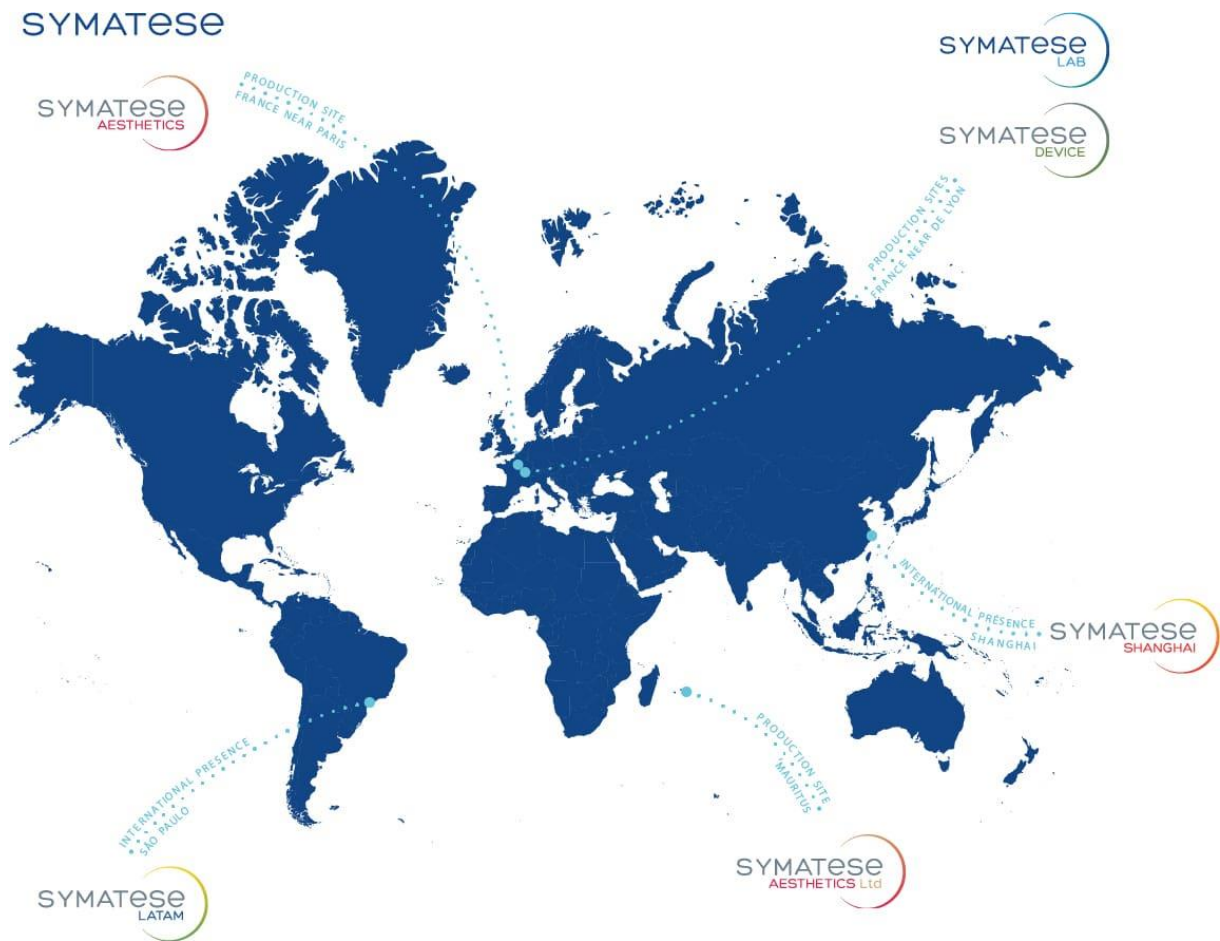 SYMATESE
SYMATESE
AESTHETICS
PRODUCTION SITE
FRANCE NEAR PARIS
SYMATESE
LAB
SYMATESE
DEVICE
PRODUCTION SITES
FRANCE NEAR DE LYON
INTERNATIONAL PRESENCE
SHANGHAI
SYMATESE
SHANGHAI
PRODUCTION SITE
MAURITUS
INTERNATIONAL PRESENCE
SÃO PAULO
SYMATESE
AESTHETICS Ltd
SYMATESE
LATAM